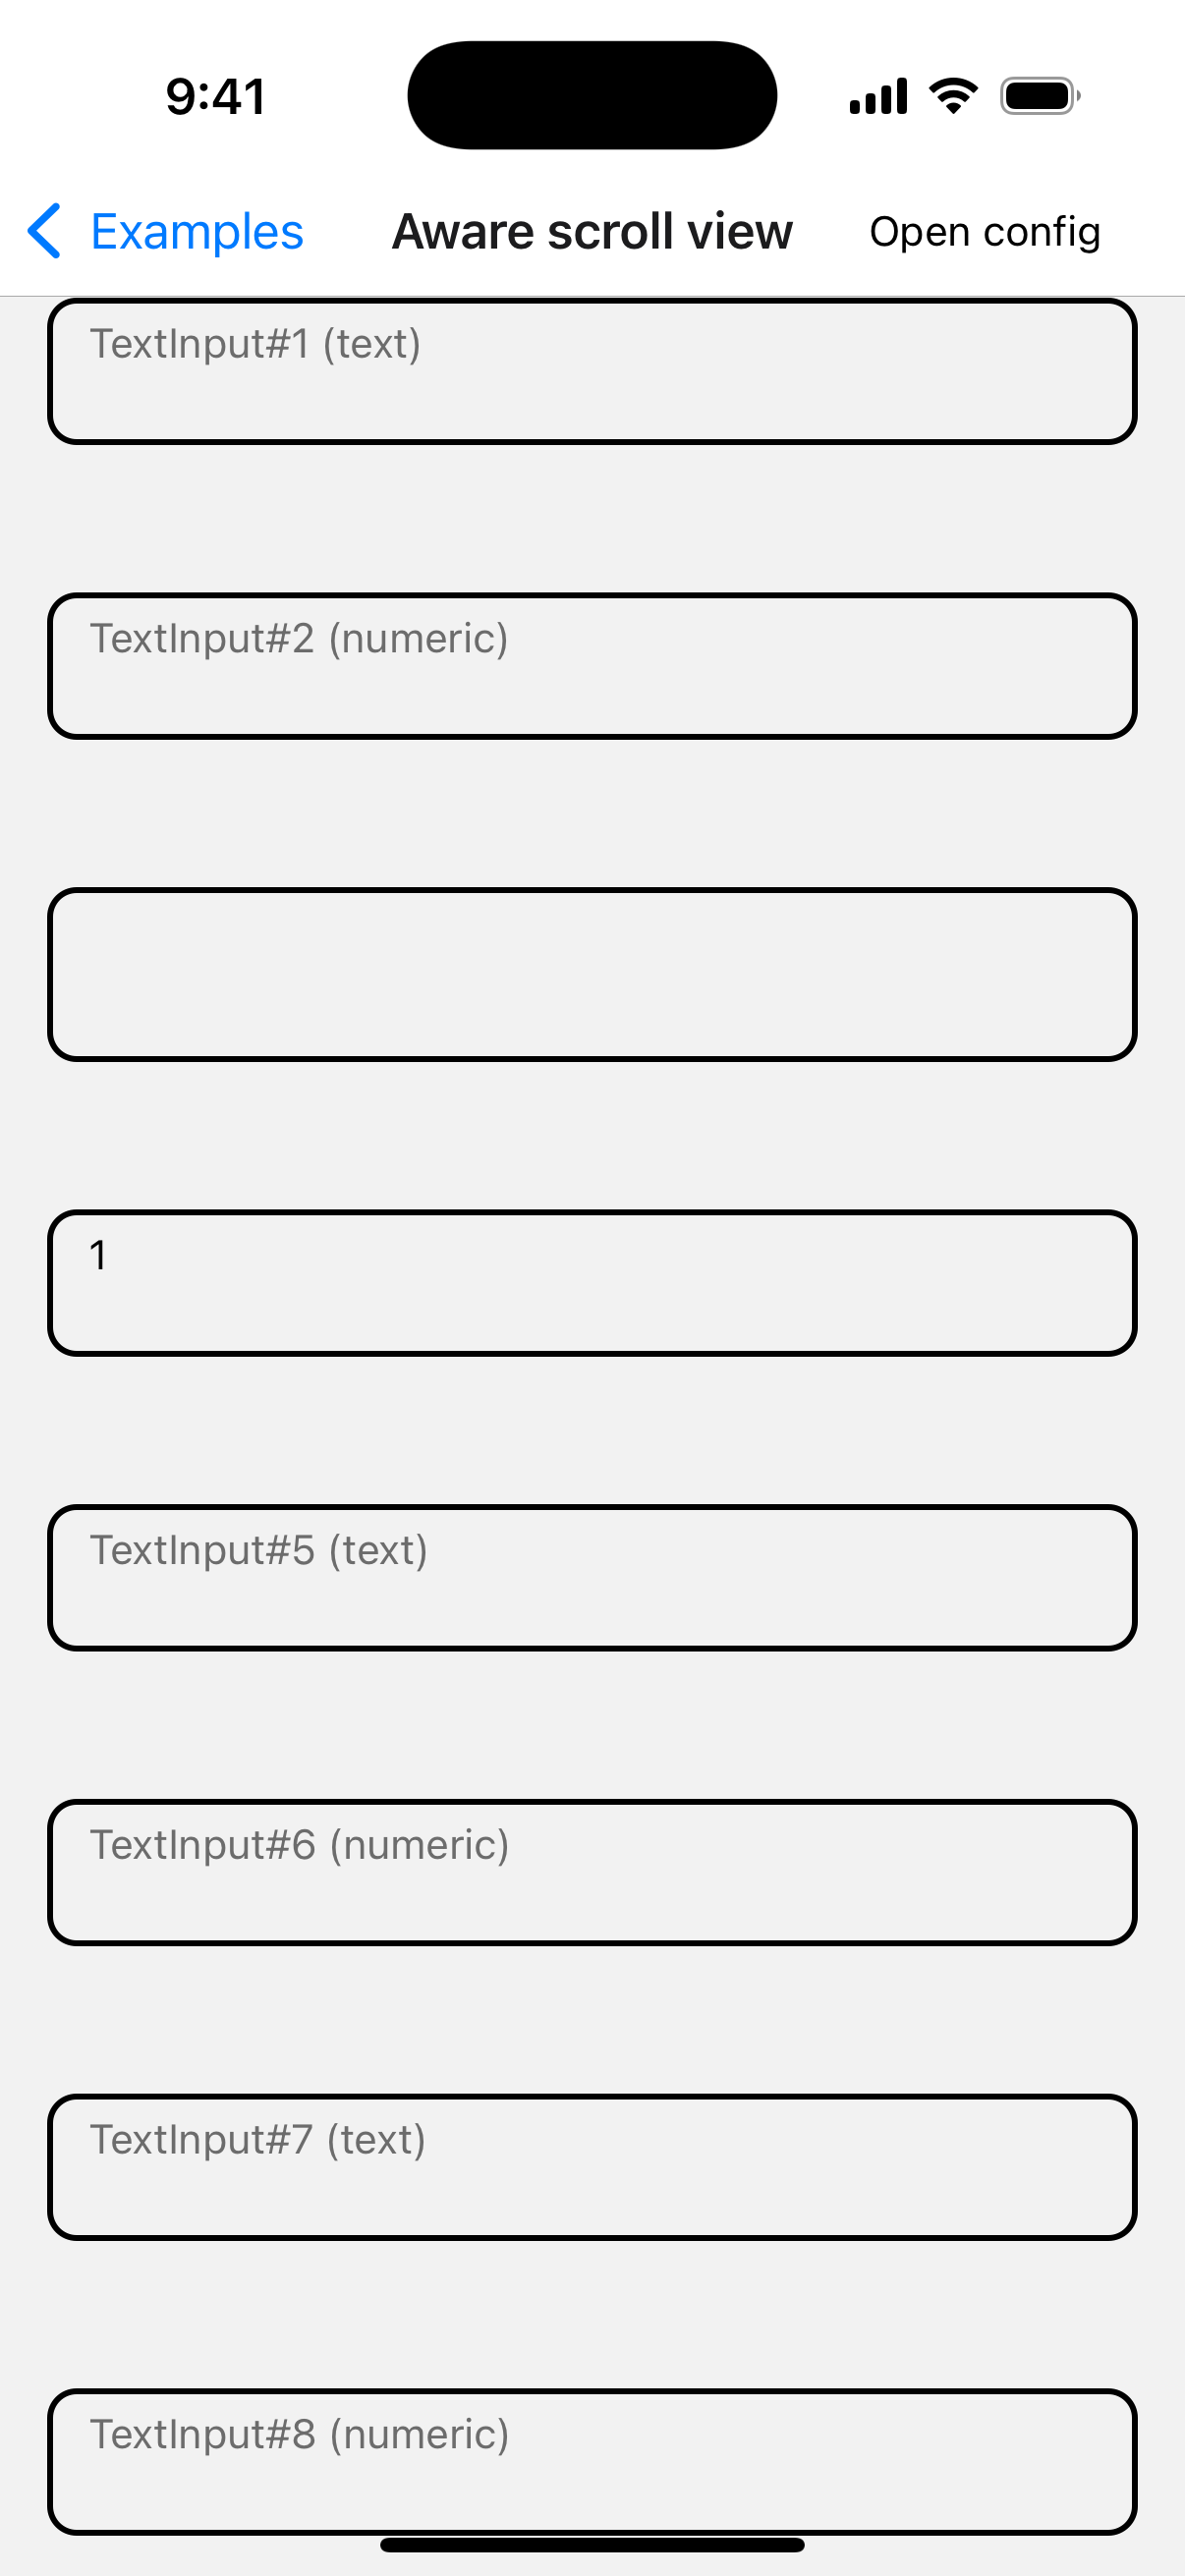 9:41
Examples
Aware scroll view
Open config
TextInput#1 (text)
TextInput#2 (numeric)
1
TextInput#5 (text)
TextInput#6 (numeric)
TextInput#7 (text)
TextInput#8 (numeric)